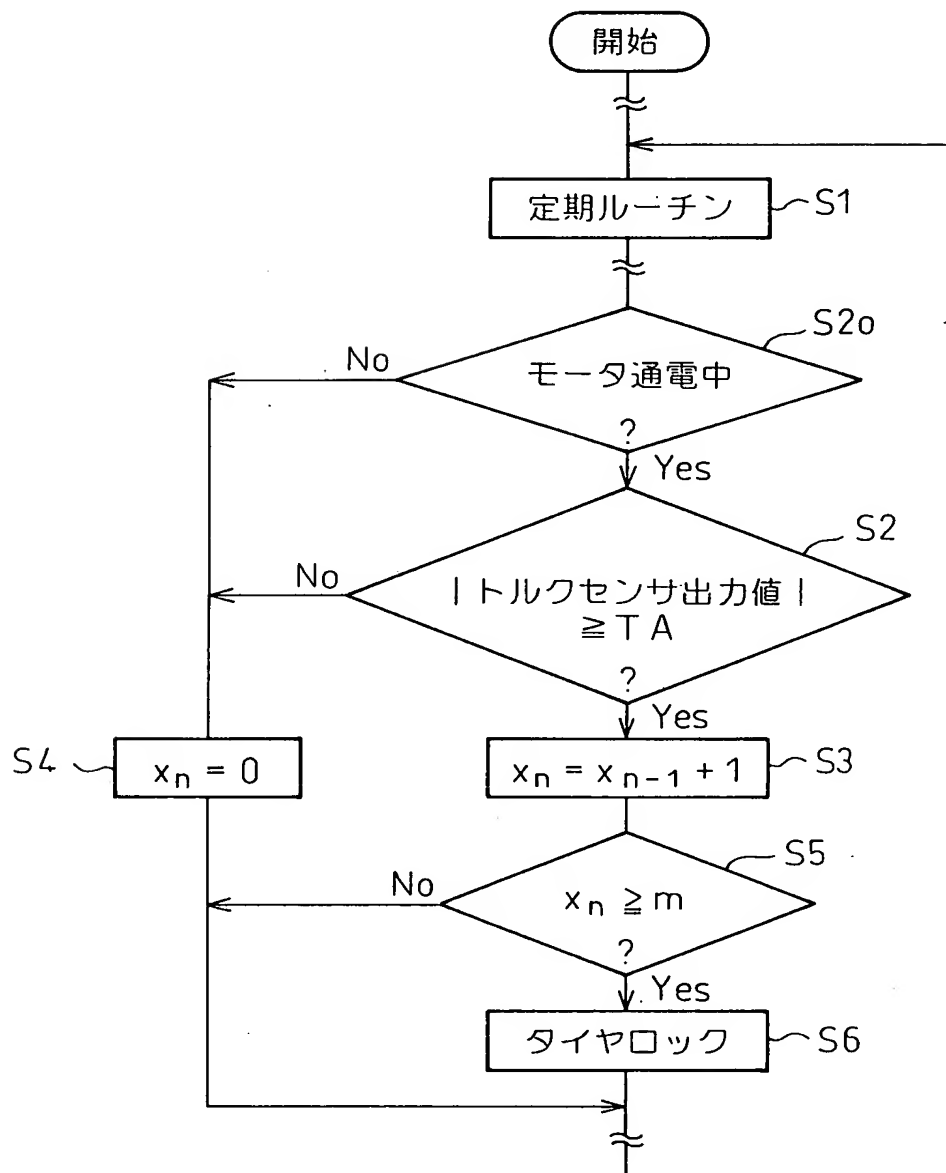 開始
定期ルーチン
S1
S2o
No
モータ通電中
?
Yes
S2
No
|トルクセンサ出力値|
≧TA
?
Yes
S4
xn = 0
xn = xn-1 + 1
S3
S5
No
xn ≧ m
?
Yes
タイヤロック
S6